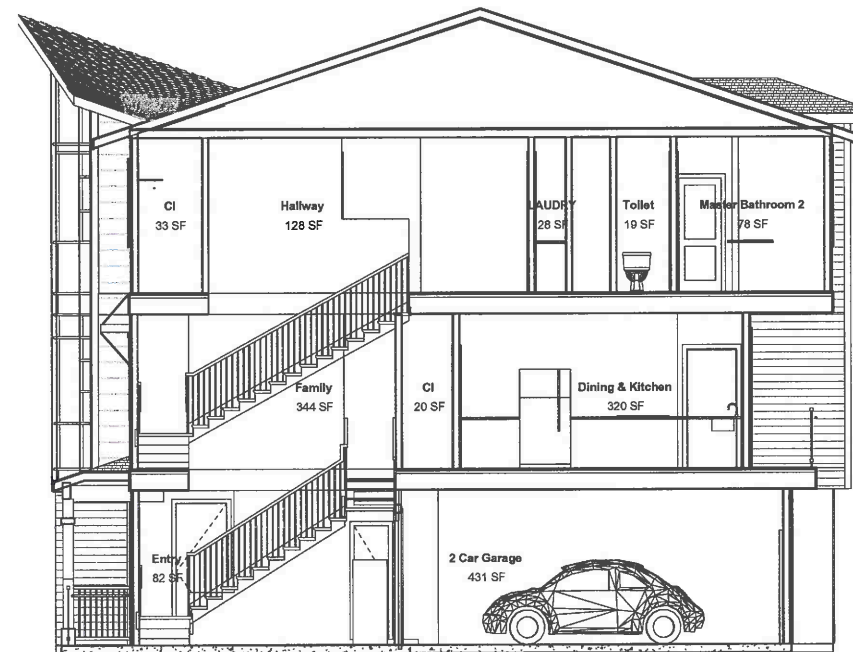 Cl
33 SF
Hallway
128 SF
LAUDRY
28 SF
Toilet
19 SF
Master Bathroom 2
78 SF
Family
344 SF
Cl
20 SF
Dining & Kitchen
320 SF
Entry
82 SF
2 Car Garage
431 SF